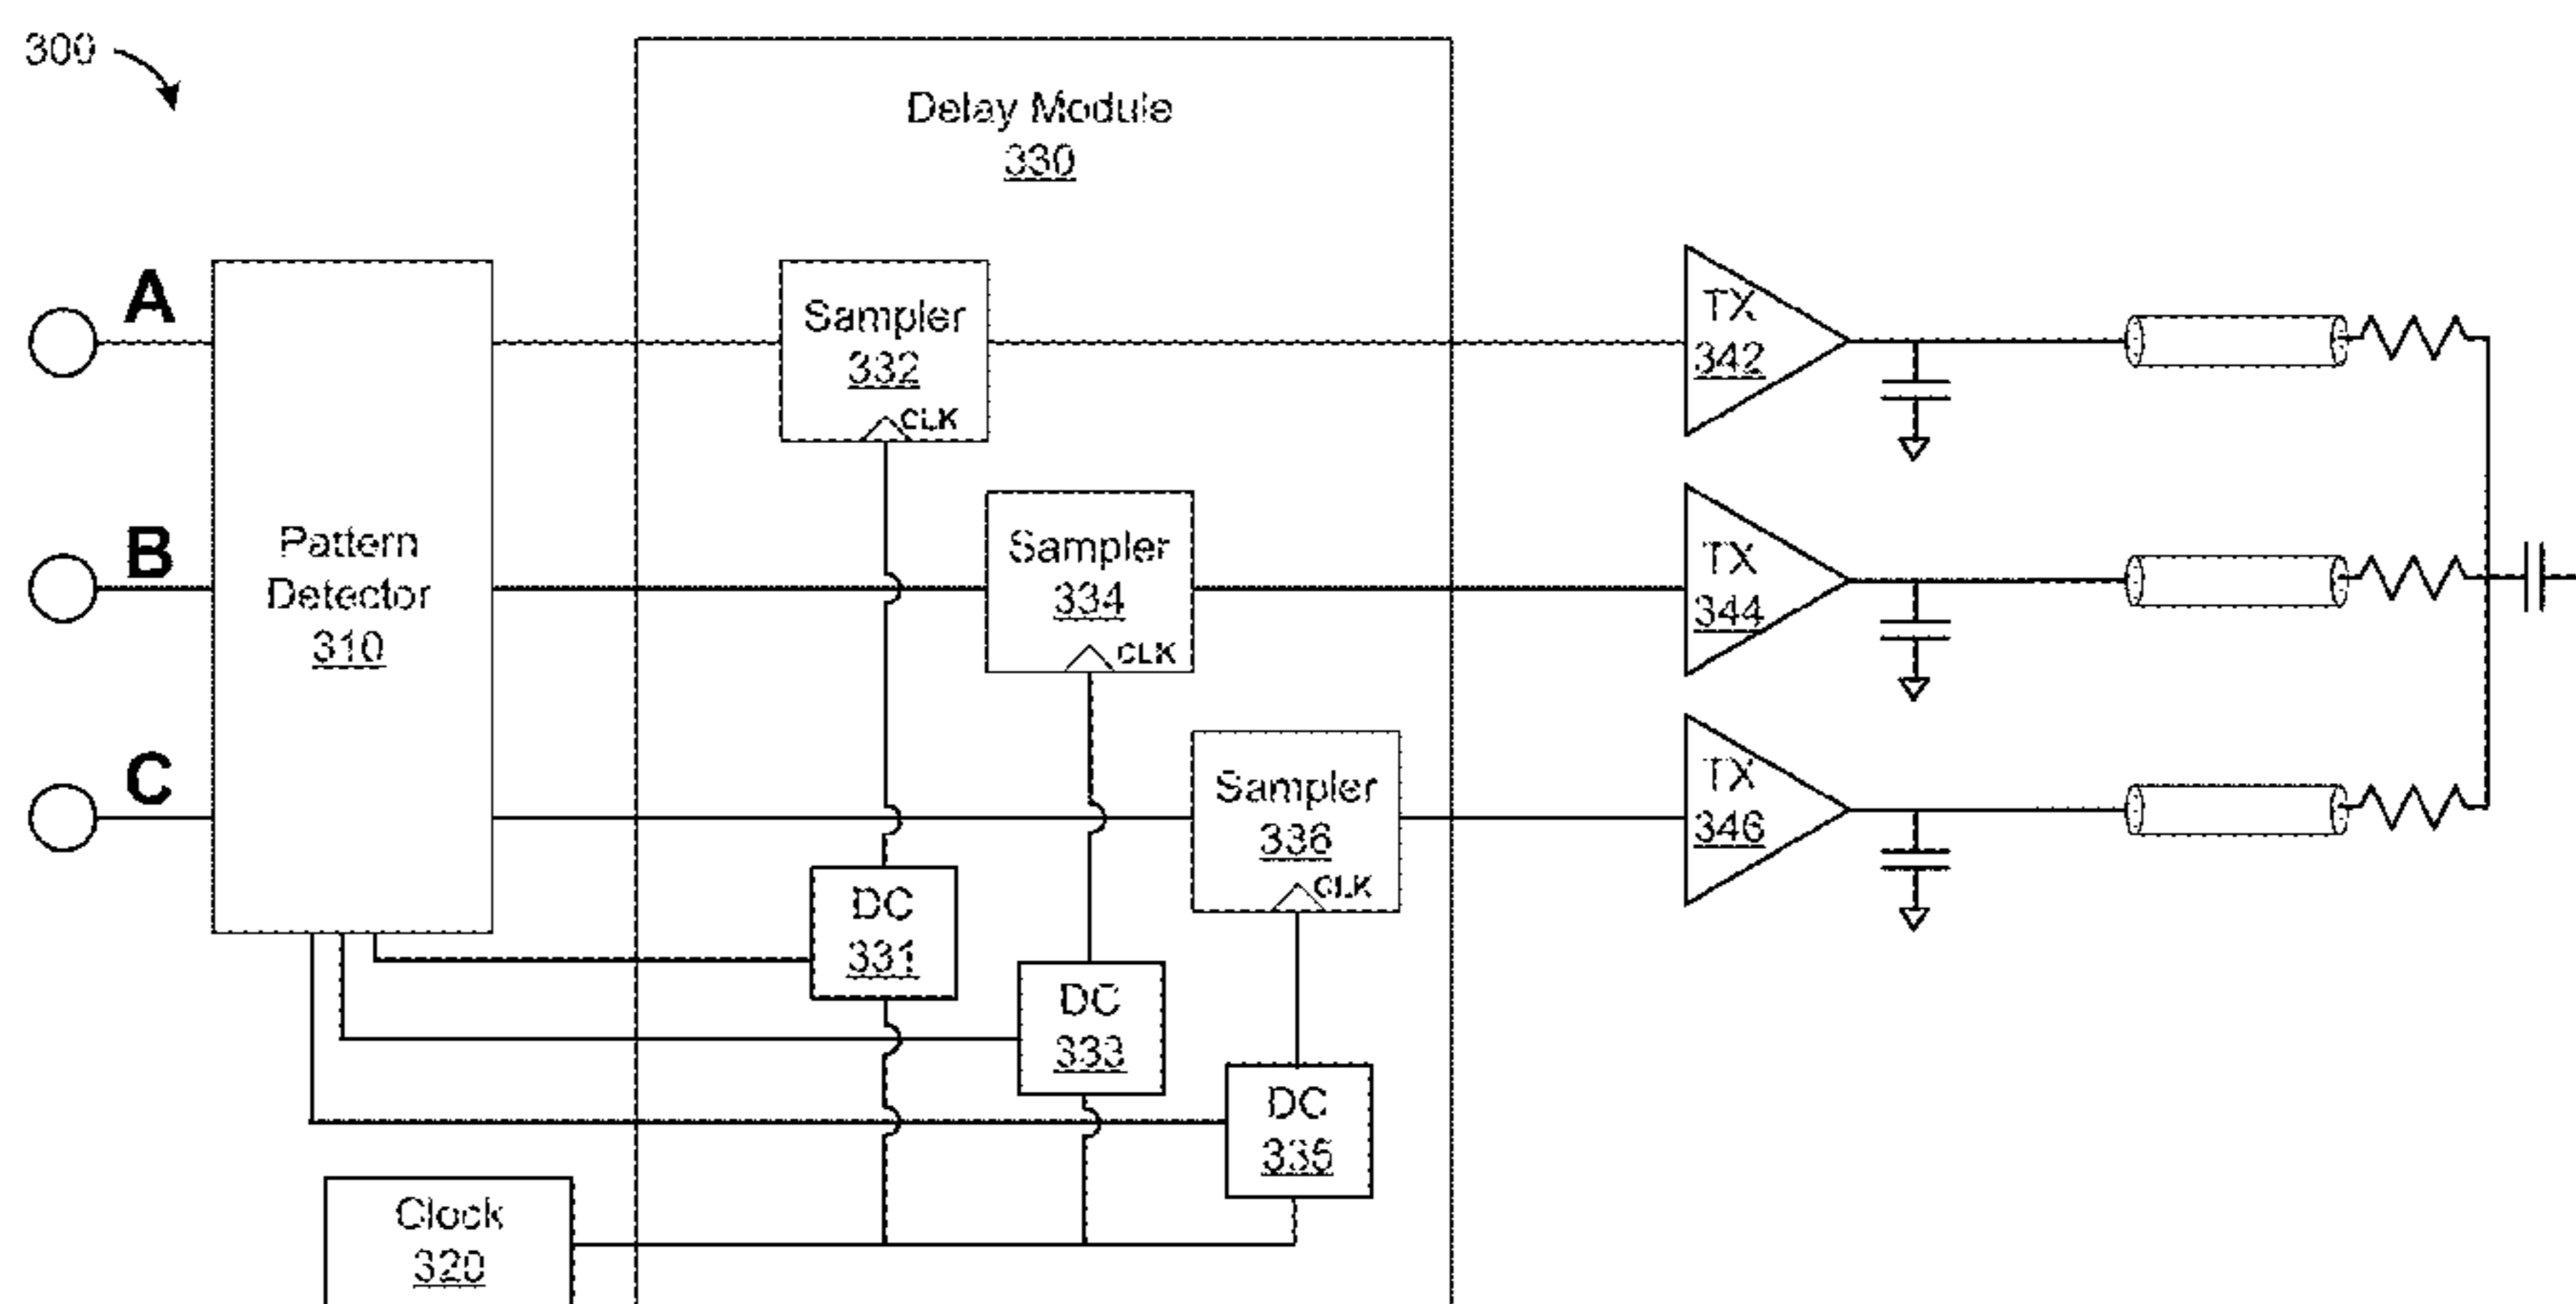 300
Delay Module
330
A
Sampler
332
CLK
TX
342
B
Pattern
Detector
310
Sampler
334
CLK
TX
344
C
Sampler
336
CLK
TX
346
DC
331
DC
333
DC
335
Clock
320